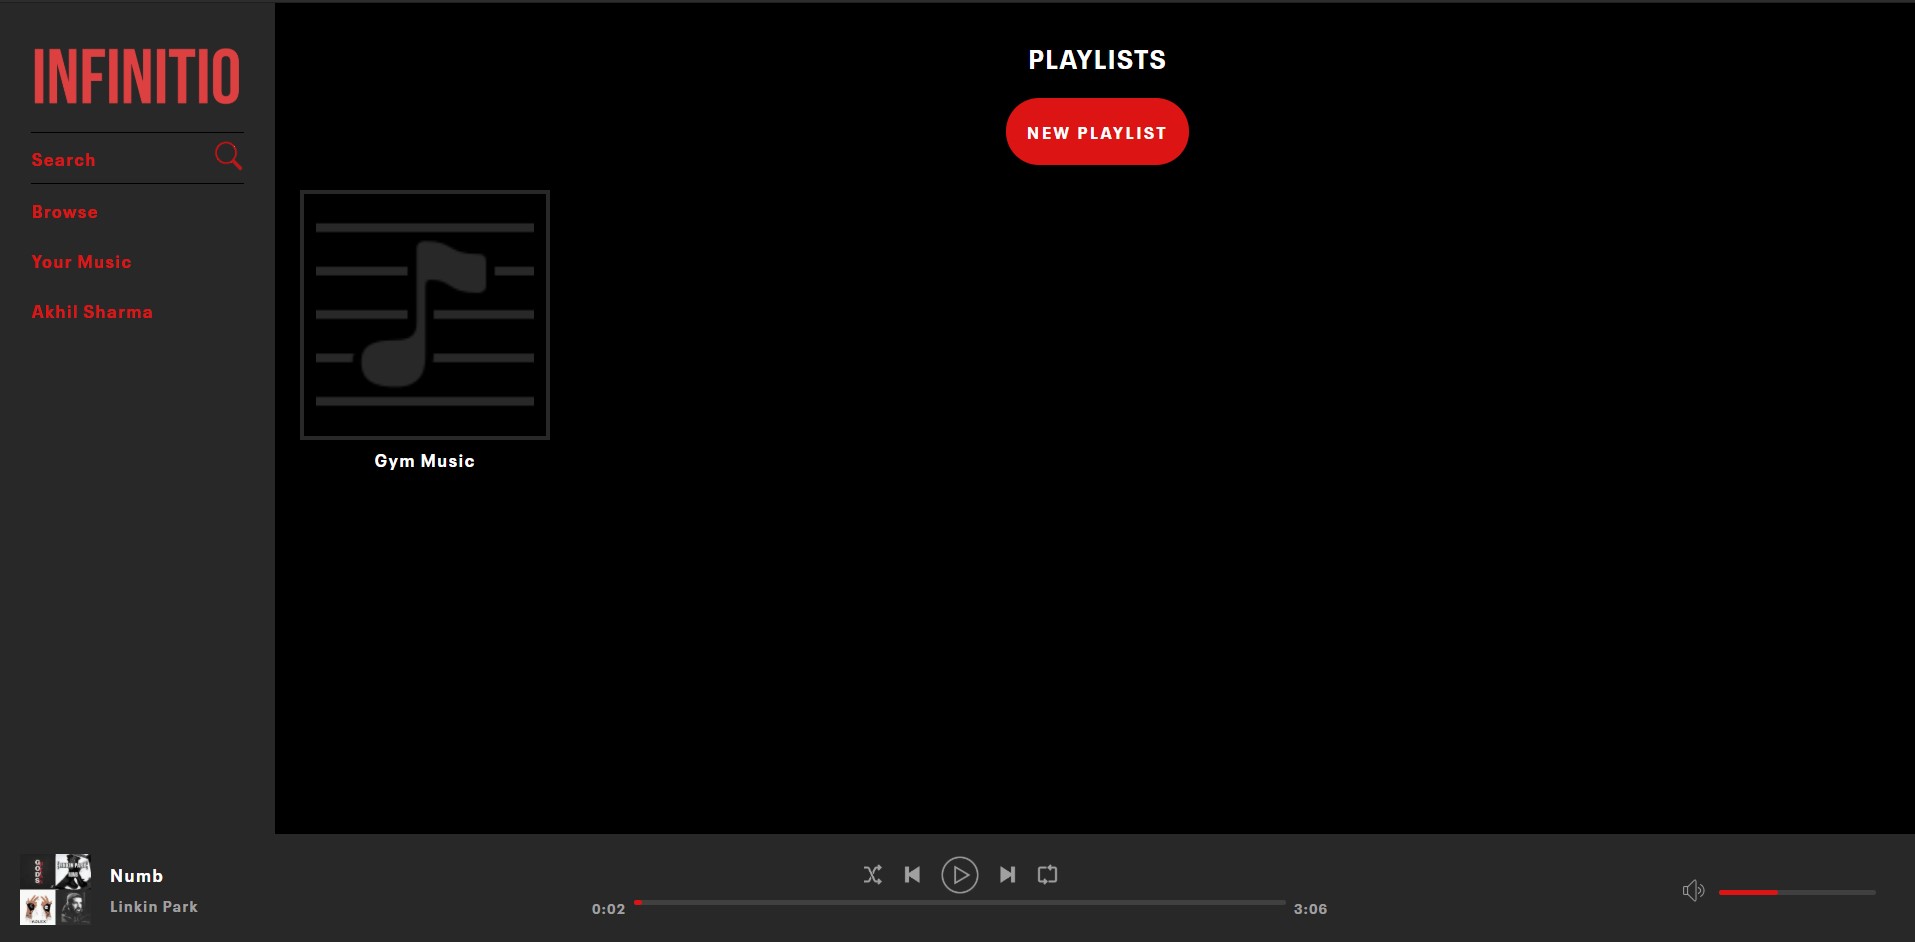 INFINITIO
Search
Browse
Your Music
Akhil Sharma
PLAYLISTS
NEW PLAYLIST
Gym Music
Numb
Linkin Park
0:02
3:06